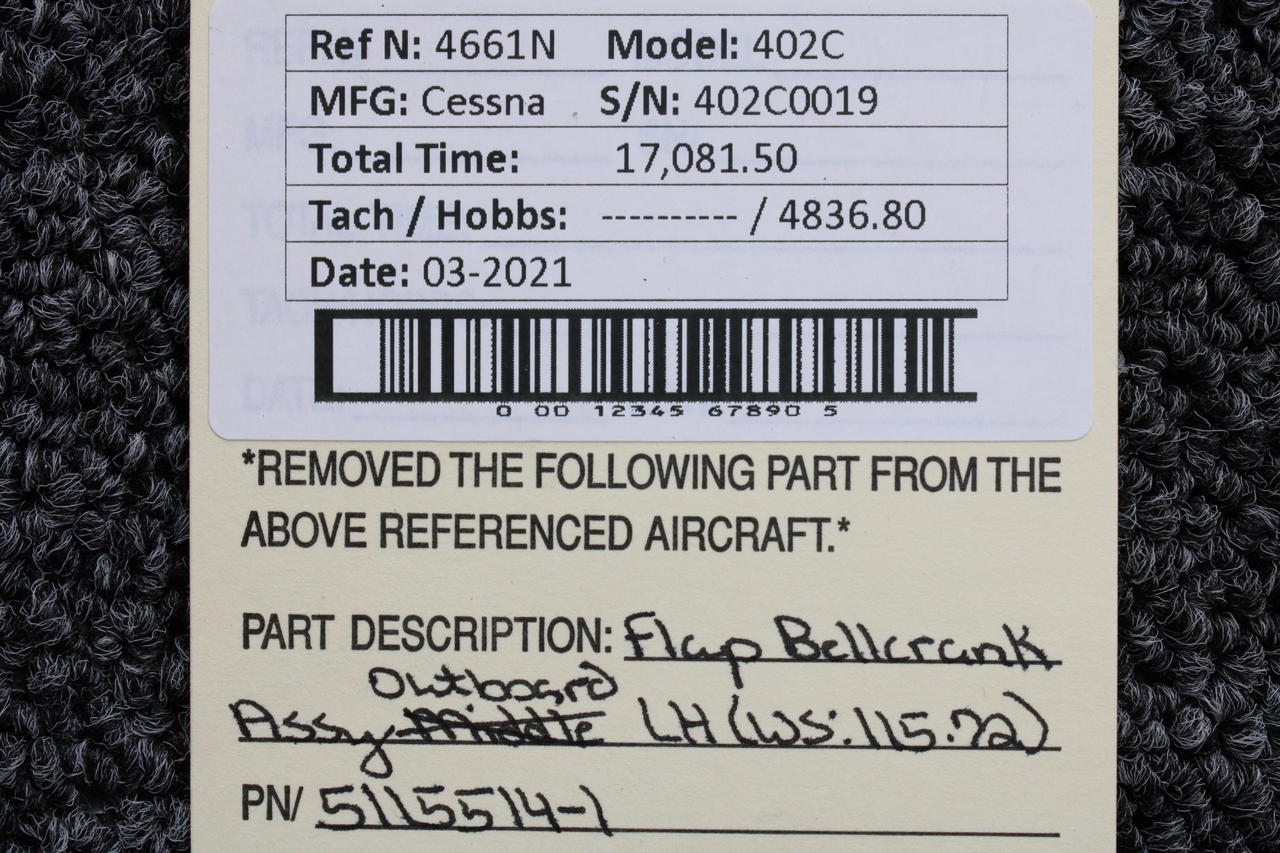 Ref N: 4661N Model: 402C
MFG: Cessna S/N: 402C0019
Total Time: 17,081.50
Tach / Hobbs: ---------- / 4836.80
Date: 03-2021
0 00 12345 67890 5
*REMOVED THE FOLLOWING PART FROM THE
ABOVE REFERENCED AIRCRAFT.*
PART DESCRIPTION: Flap Bellcrank
Outboard
Assy Middle LH (WS: 115.72)
PN/ 5115514-1